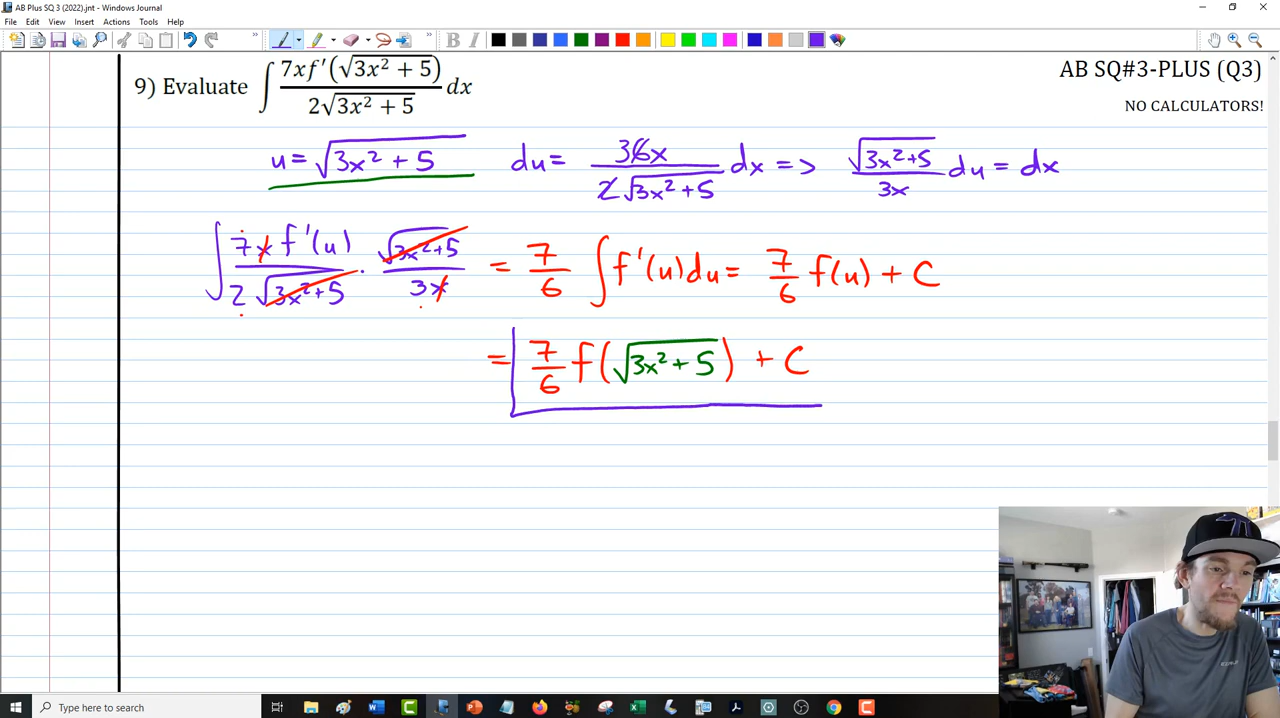 AB Plus SQ 3 (2022).jnt - Windows Journal
File Edit View Insert Actions Tools Help
9) Evaluate ∫ 7xf′(√(3x² + 5)) / 2√(3x² + 5) dx
AB SQ#3-PLUS (Q3)
NO CALCULATORS!
u = √(3x² + 5) du = 36x / 2√(3x² + 5) dx => √(3x²+5) / 3x du = dx
∫ 7x f'(u) / 2√(3x²+5) · √(3x²+5) / 3x = 7/6 ∫ f'(u)du = 7/6 f(u) + C
= 7/6 f(√(3x² + 5)) + C
Type here to search